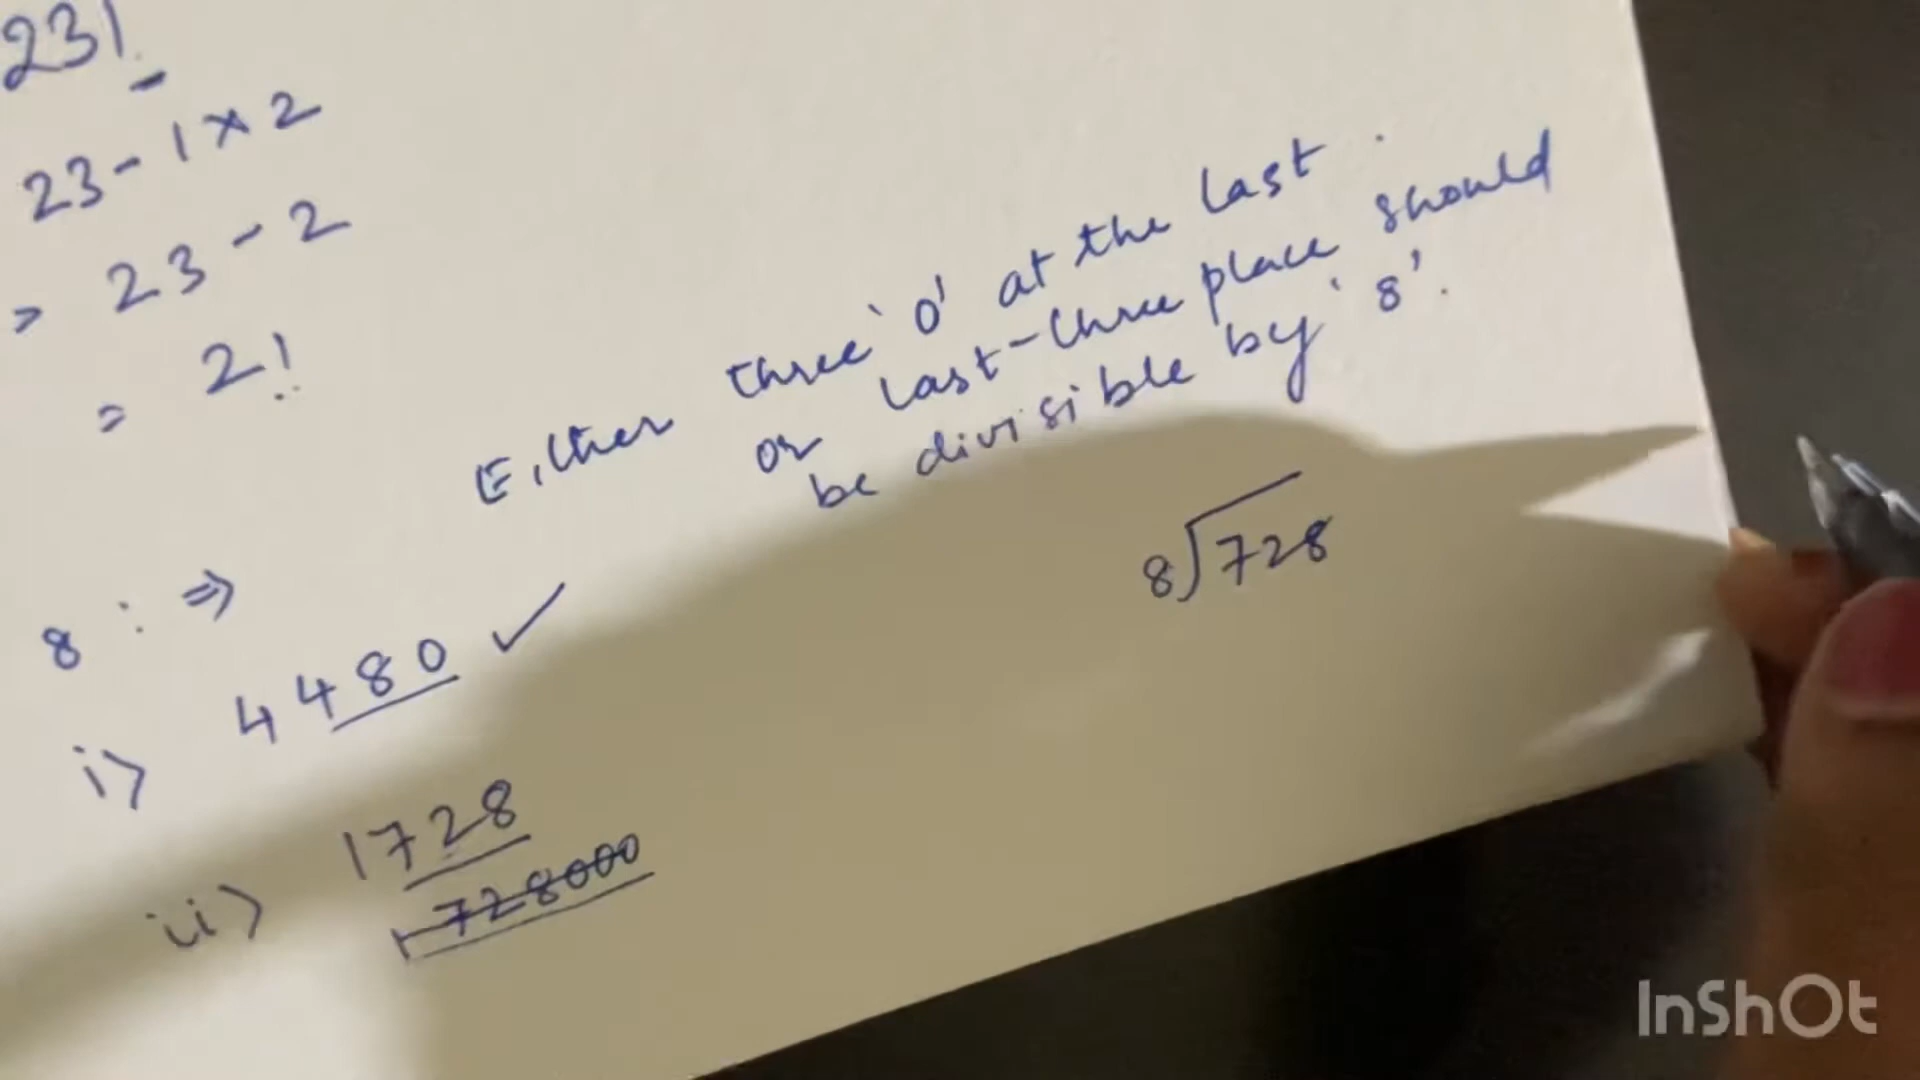 231
23 - 1 × 2
= 23 - 2
= 21
Either three '0' at the last.
or last-three place should
be divisible by '8'.
8 : ⇒
8 728
i) 4480 ✓
ii) 1728
1728000
InShOt